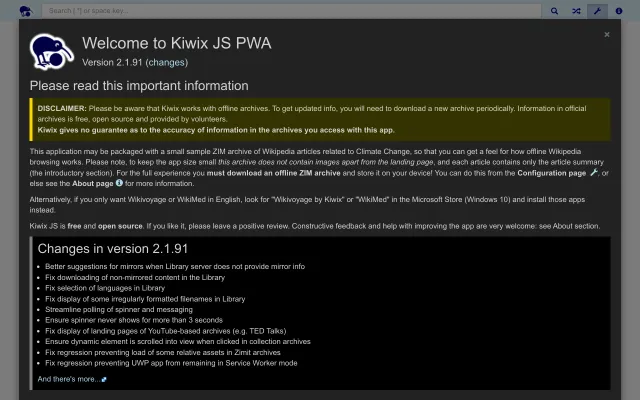 Search [.*] or space key...
Welcome to Kiwix JS PWA
×
Version 2.1.91 (changes)
Please read this important information
DISCLAIMER: Please be aware that Kiwix works with offline archives. To get updated info, you will need to download a new archive periodically. Information in official
archives is free, open source and provided by volunteers.
Kiwix gives no guarantee as to the accuracy of information in the archives you access with this app.
This application may be packaged with a small sample ZIM archive of Wikipedia articles related to Climate Change, so that you can get a feel for how offline Wikipedia
browsing works. Please note, to keep the app size small this archive does not contain images apart from the landing page, and each article contains only the article summary
(the introductory section). For the full experience you must download an offline ZIM archive and store it on your device! You can do this from the Configuration page , or
else see the About page for more information.
Alternatively, if you only want Wikivoyage or WikiMed in English, look for "Wikivoyage by Kiwix" or "WikiMed" in the Microsoft Store (Windows 10) and install those apps
instead.
Kiwix JS is free and open source. If you like it, please leave a positive review. Constructive feedback and help with improving the app are very welcome: see About section.
Changes in version 2.1.91
• Better suggestions for mirrors when Library server does not provide mirror info
• Fix downloading of non-mirrored content in the Library
• Fix selection of languages in Library
• Fix display of some irregularly formatted filenames in Library
• Streamline polling of spinner and messaging
• Ensure spinner never shows for more than 3 seconds
• Fix display of landing pages of YouTube-based archives (e.g. TED Talks)
• Ensure dynamic element is scrolled into view when clicked in collection archives
• Fix regression preventing load of some relative assets in Zimit archives
• Fix regression preventing UWP app from remaining in Service Worker mode
And there's more...